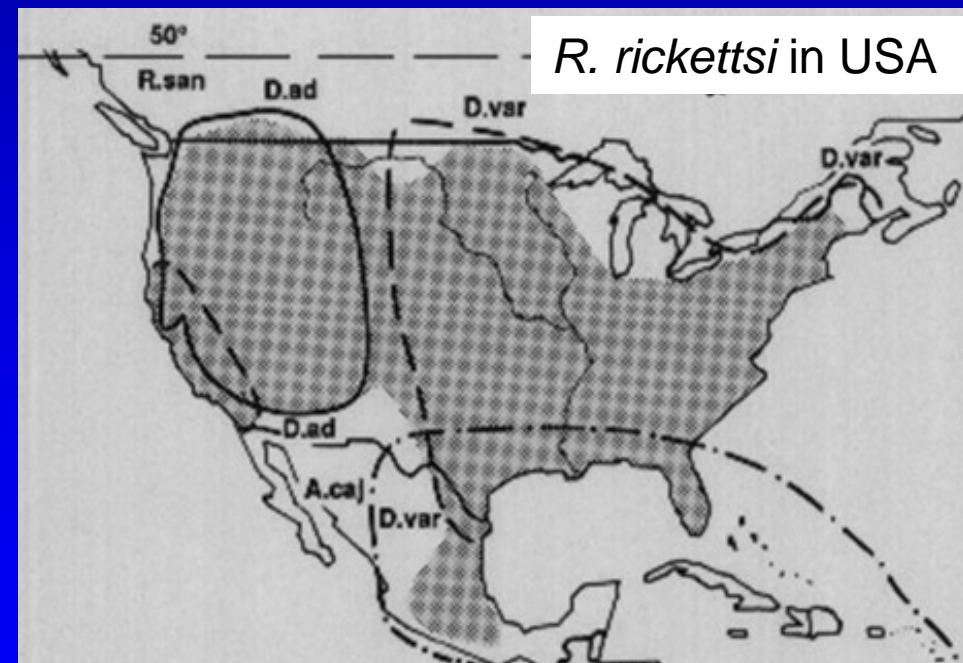 R. rickettsi in USA
50°
R.san
D.ad
D.var
D.var
D.ad
A.caj
D.var